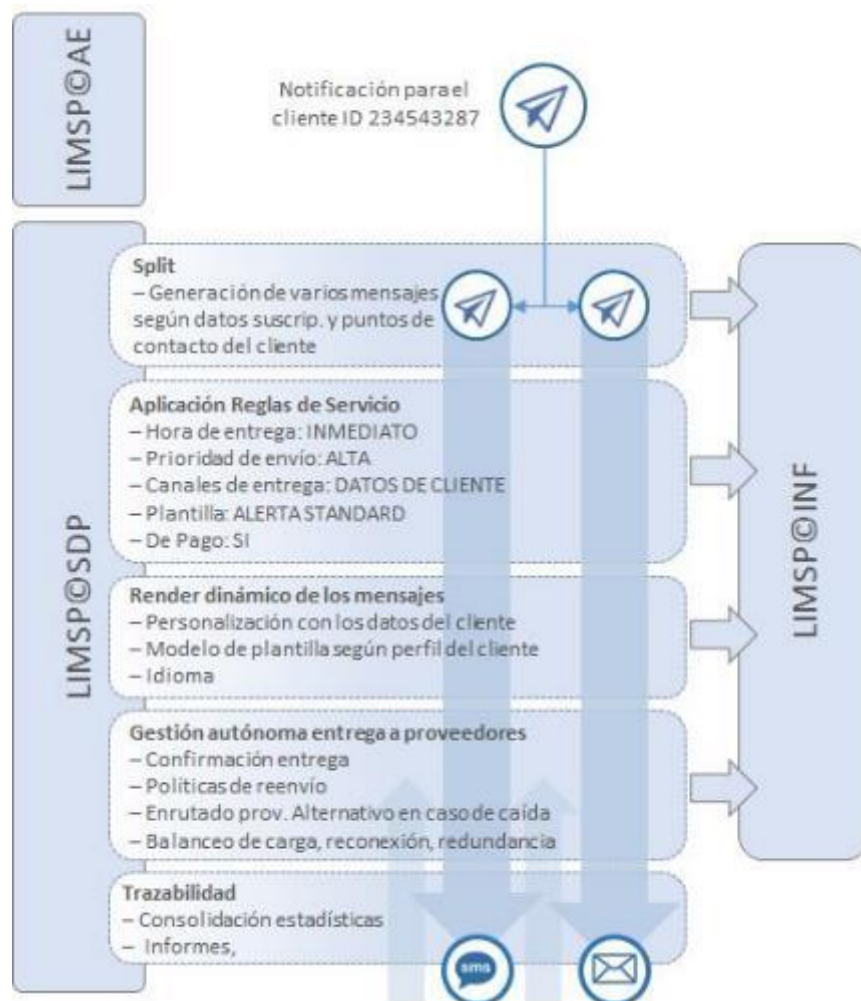 LIMSP©AE
Notificación para el
cliente ID 234543287
LIMSP©SDP
Split
– Generación de varios mensajes
según datos suscrip. y puntos de
contacto del cliente
Aplicación Reglas de Servicio
– Hora de entrega: INMEDIATO
– Prioridad de envío: ALTA
– Canales de entrega: DATOS DE CLIENTE
– Plantilla: ALERTA STANDARD
– De Pago: SI
Render dinámico de los mensajes
– Personalización con los datos del cliente
– Modelo de plantilla según perfil del cliente
– Idioma
Gestión autónoma entrega a proveedores
– Confirmación entrega
– Políticas de reenvío
– Enrutado prov. Alternativo en caso de caída
– Balanceo de carga, reconexión, redundancia
Trazabilidad
– Consolidación estadísticas
– Informes,
sms
LIMSP©INF